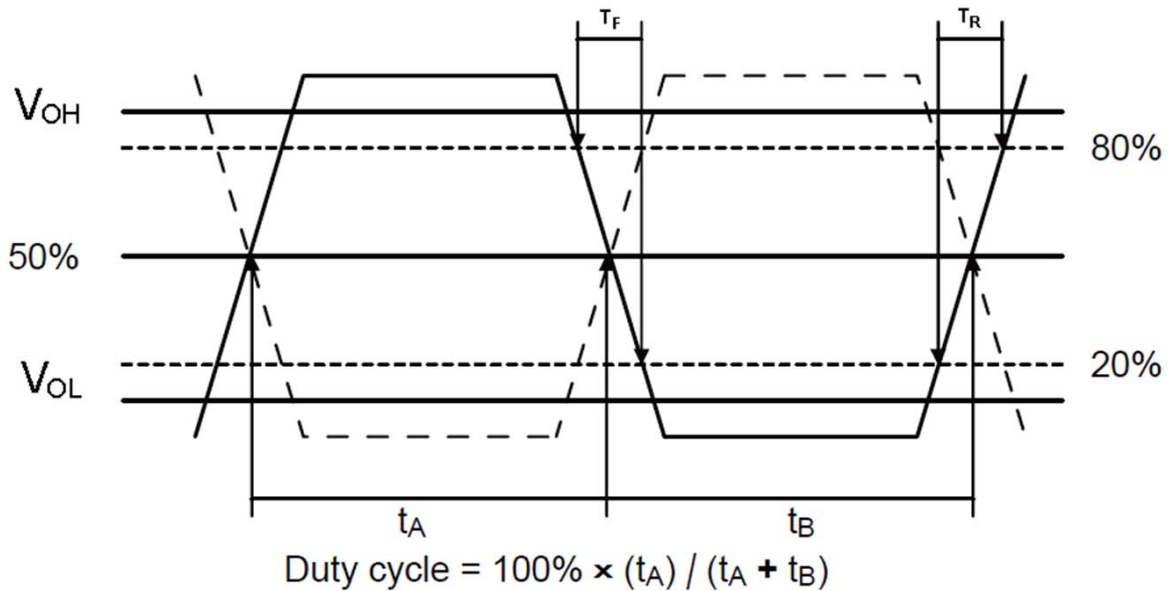 TF
TR
VOH
80%
50%
20%
VOL
tA
tB
Duty cycle = 100% × (tA) / (tA + tB)